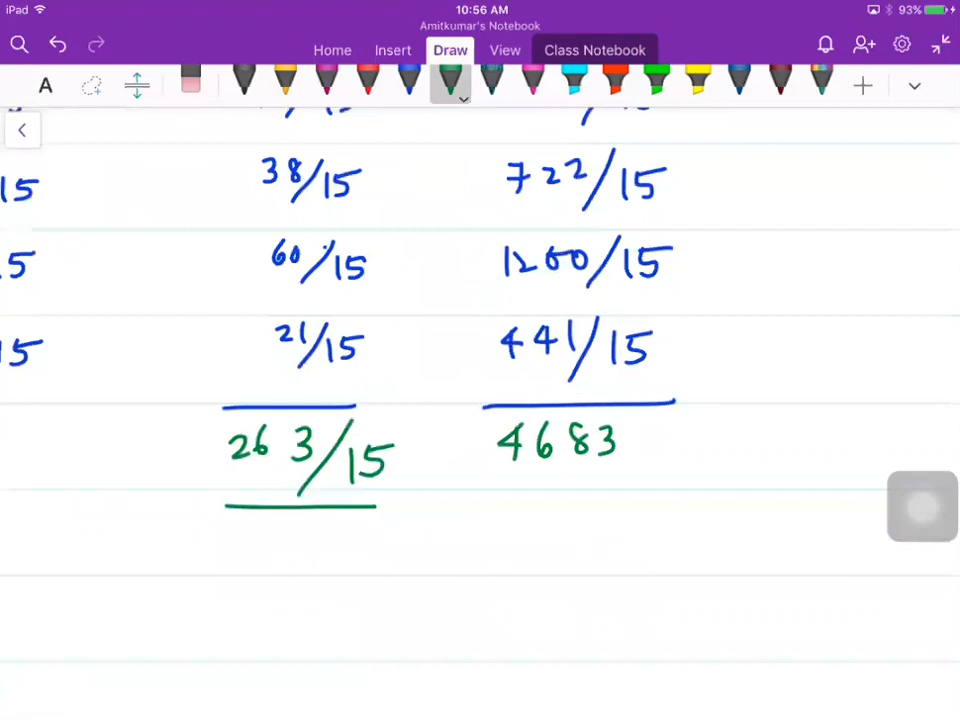 iPad 10:56 AM 93%
Amitkumar's Notebook
Home Insert Draw View Class Notebook
A
15 38/15 722/15
.5 60/15 1200/15
15 21/15 441/15
263/15 4683